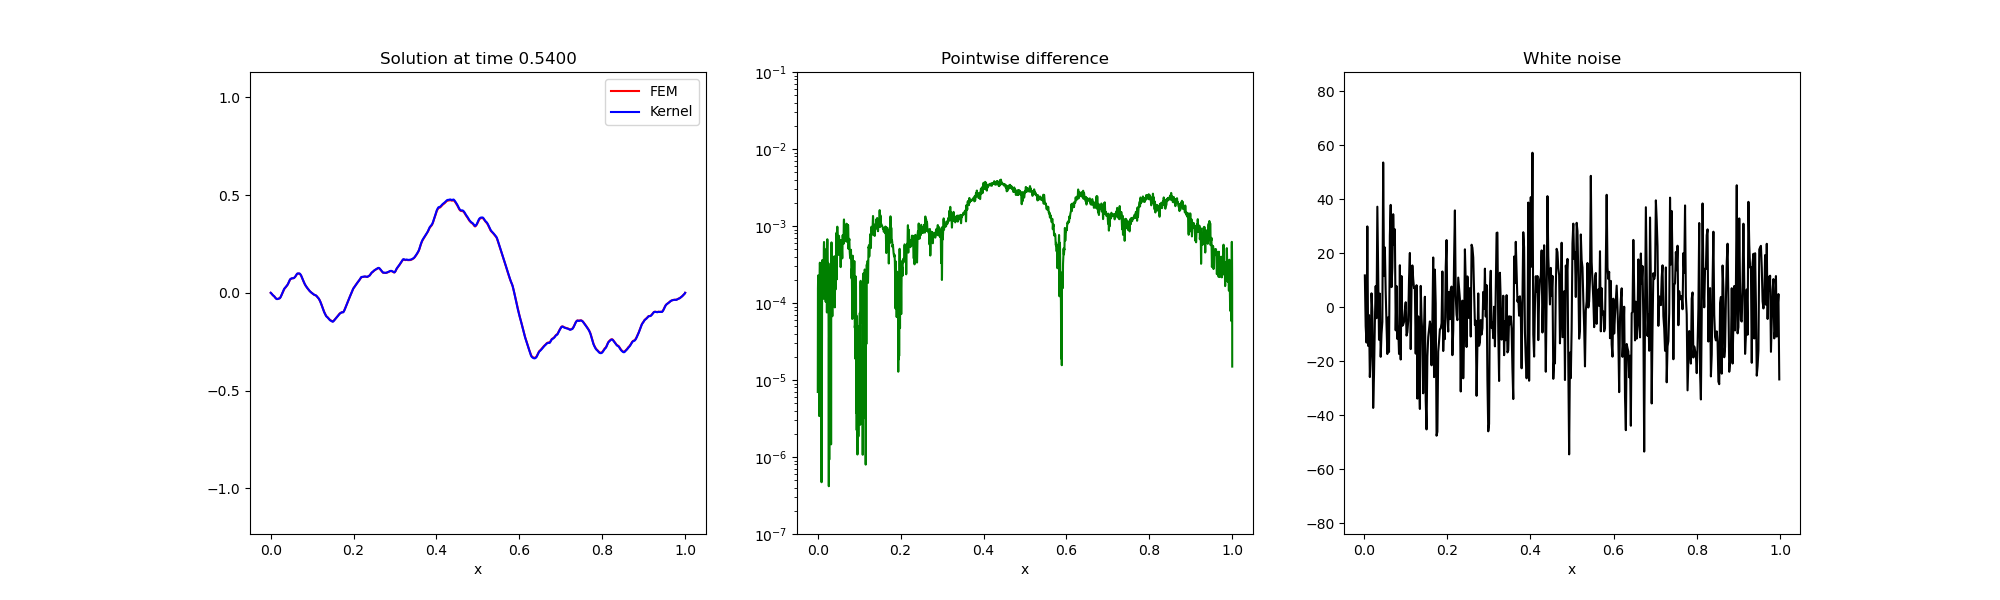 Solution at time 0.5400
1.0
0.5
0.0
−0.5
−1.0
0.0 0.2 0.4 0.6 0.8 1.0
x
FEM
Kernel
Pointwise difference
10⁻¹
10⁻²
10⁻³
10⁻⁴
10⁻⁵
10⁻⁶
10⁻⁷
0.0 0.2 0.4 0.6 0.8 1.0
x
White noise
80
60
40
20
0
−20
−40
−60
−80
0.0 0.2 0.4 0.6 0.8 1.0
x